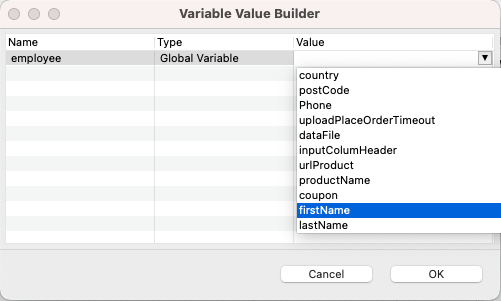 Variable Value Builder
Name Type Value
employee Global Variable
country
postCode
Phone
uploadPlaceOrderTimeout
dataFile
inputColumHeader
urlProduct
productName
coupon
firstName
lastName
Cancel OK